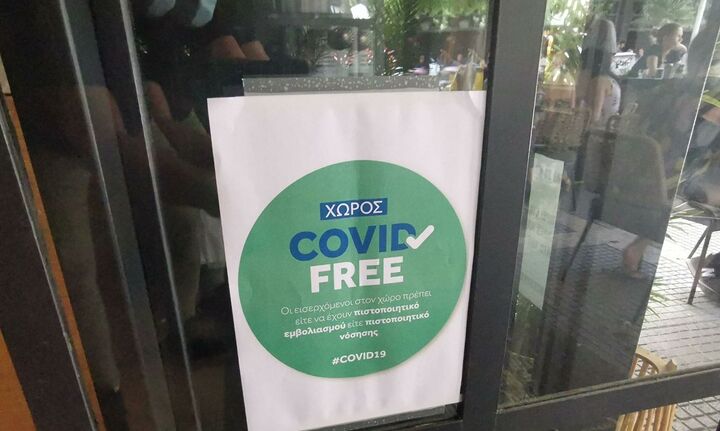 ΧΩΡΟΣ
COVID
FREE
Οι εισερχόμενοι στον χώρο πρέπει
είτε να έχουν πιστοποιητικό
εμβολιασμού είτε πιστοποιητικό
νόσησης
#COVID19